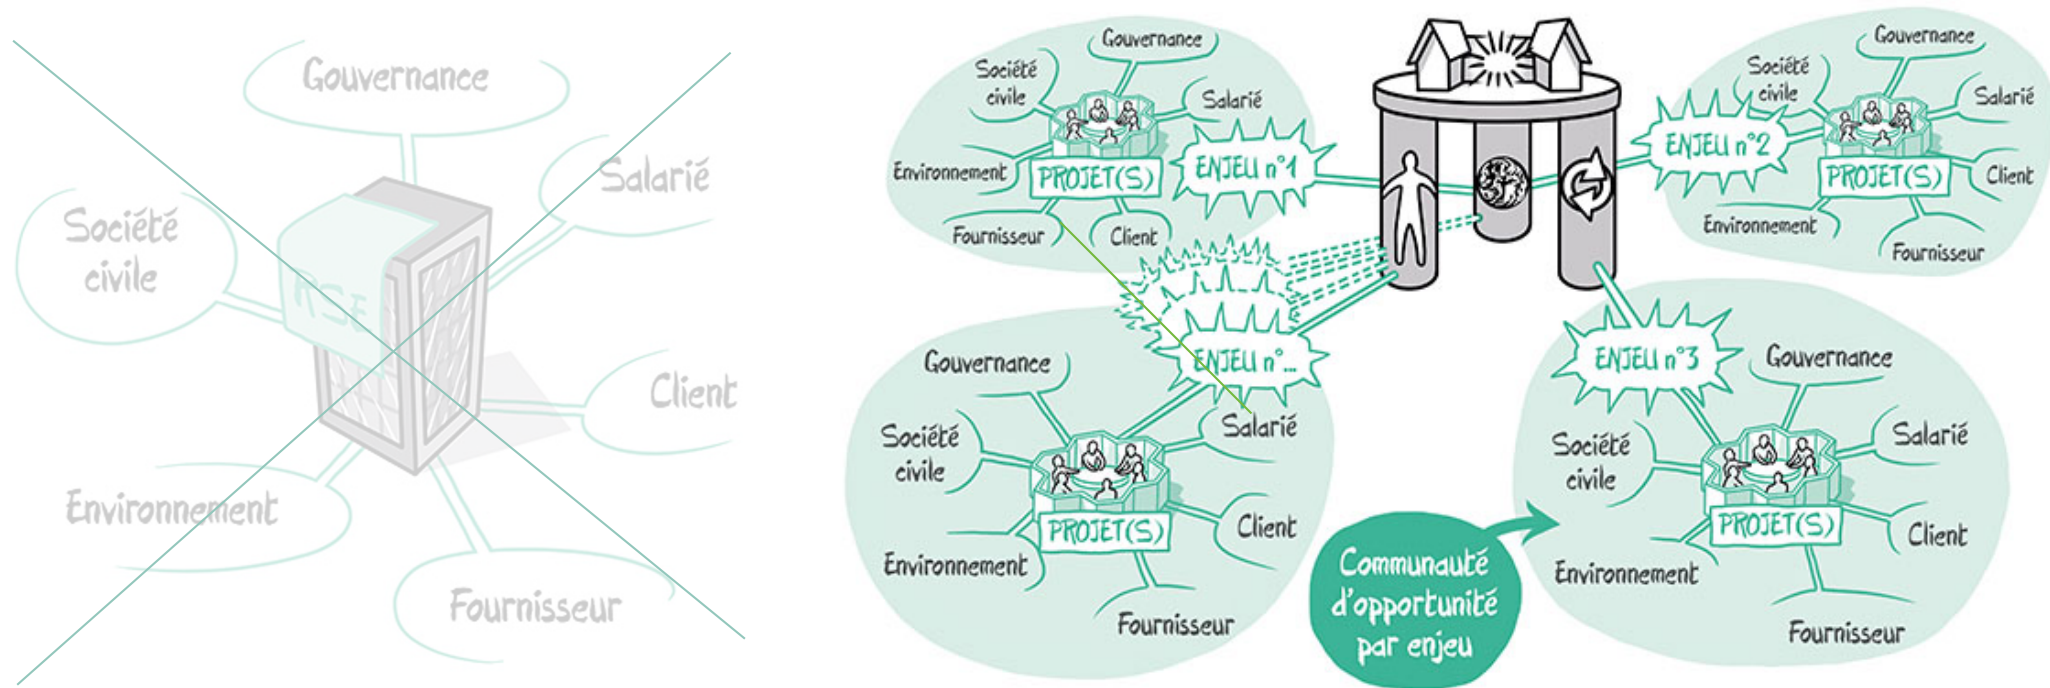 Gouvernance
Salarié
Société
civile
RSE
Client
Environnement
Fournisseur
Gouvernance
Société
civile
Salarié
Environnement
PROJET(S)
ENJEU n°1
Fournisseur
Client
Gouvernance
Société
civile
Salarié
ENJEU n°2
PROJET(S)
Client
Environnement
Fournisseur
ENJEU n°...
Gouvernance
Salarié
Société
civile
PROJET(S)
Client
Environnement
Fournisseur
ENJEU n°3
Gouvernance
Société
civile
Salarié
PROJET(S)
Client
Environnement
Fournisseur
Communauté
d'opportunité
par enjeu